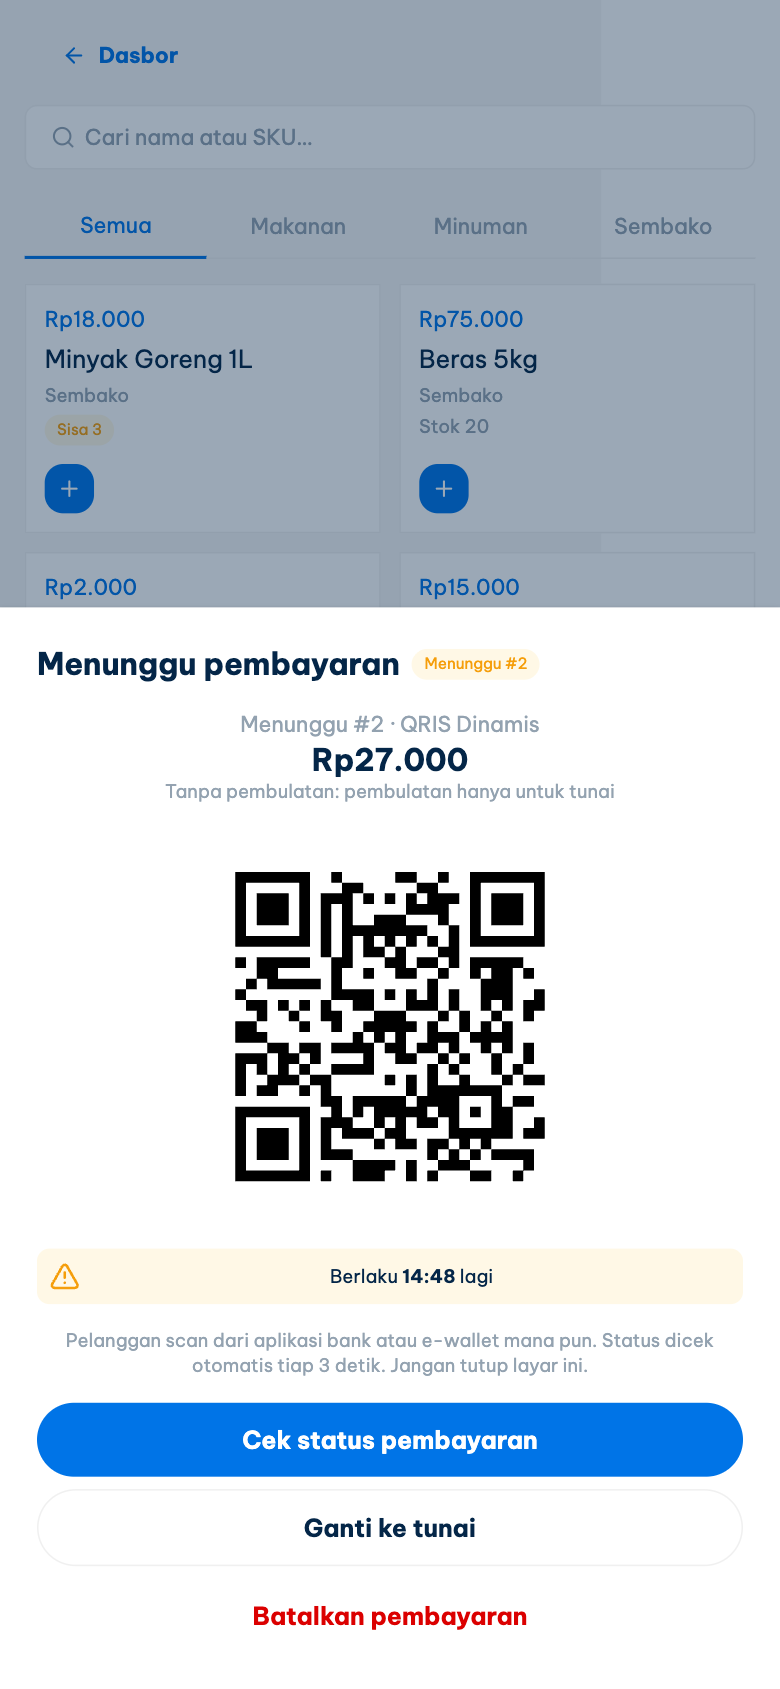 Dasbor
Cari nama atau SKU...
Semua
Makanan
Minuman
Sembako
Rp18.000
Minyak Goreng 1L
Sembako
Sisa 3
Rp75.000
Beras 5kg
Sembako
Stok 20
Rp2.000
Rp15.000
Menunggu pembayaran
Menunggu #2
Menunggu #2 · QRIS Dinamis
Rp27.000
Tanpa pembulatan: pembulatan hanya untuk tunai
Berlaku 14:48 lagi
Pelanggan scan dari aplikasi bank atau e-wallet mana pun. Status dicek
otomatis tiap 3 detik. Jangan tutup layar ini.
Cek status pembayaran
Ganti ke tunai
Batalkan pembayaran